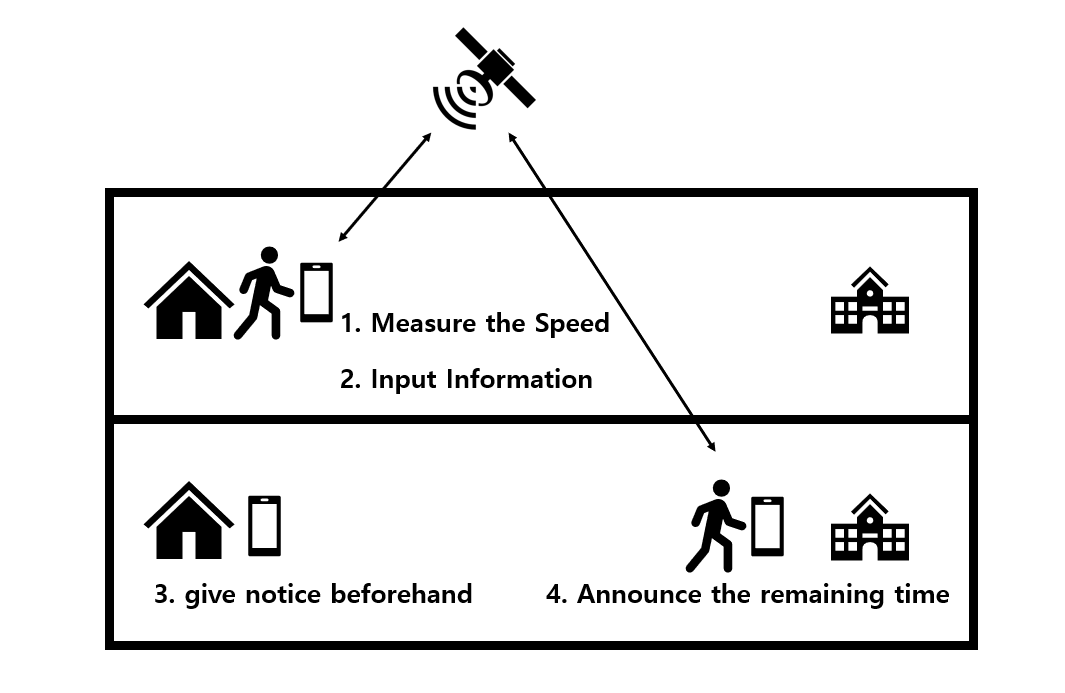 1. Measure the Speed
2. Input Information
3. give notice beforehand
4. Announce the remaining time